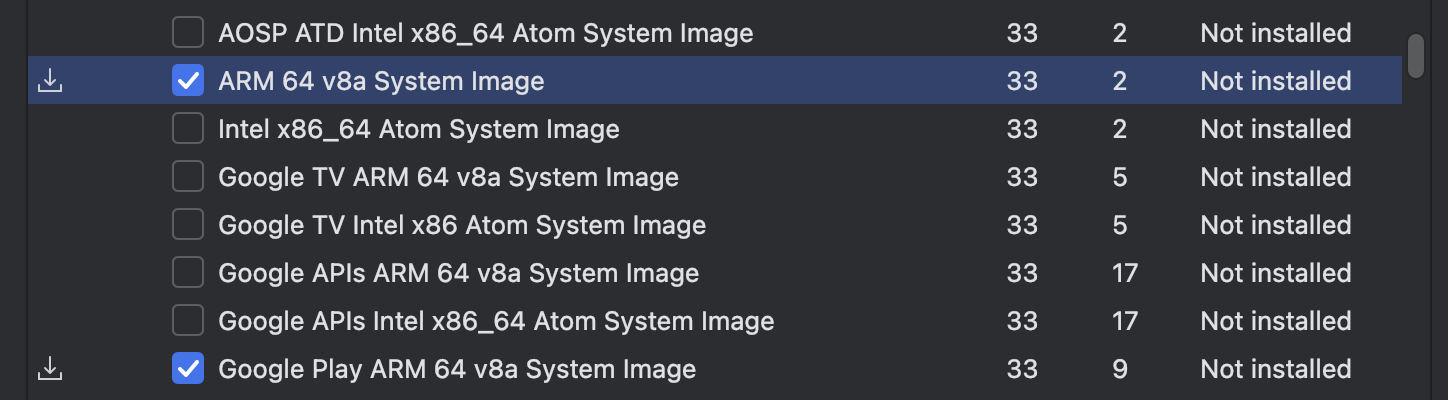 AOSP ATD Intel x86_64 Atom System Image 33 2 Not installed
ARM 64 v8a System Image 33 2 Not installed
Intel x86_64 Atom System Image 33 2 Not installed
Google TV ARM 64 v8a System Image 33 5 Not installed
Google TV Intel x86 Atom System Image 33 5 Not installed
Google APIs ARM 64 v8a System Image 33 17 Not installed
Google APIs Intel x86_64 Atom System Image 33 17 Not installed
Google Play ARM 64 v8a System Image 33 9 Not installed